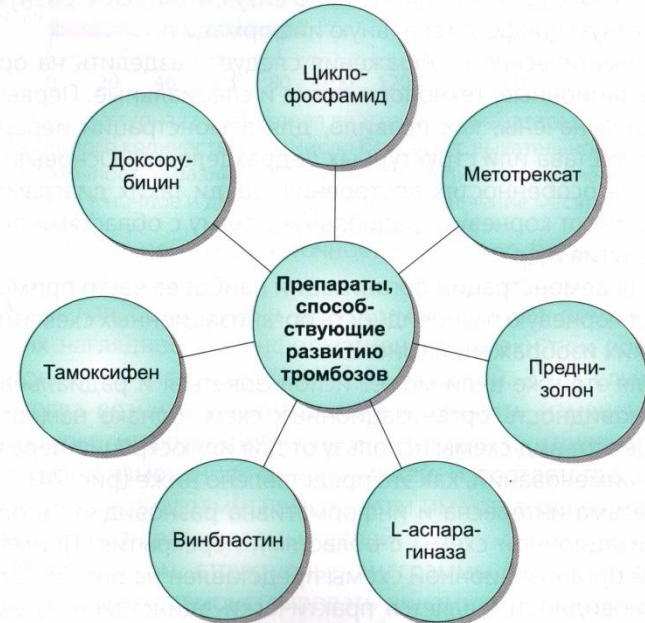 Цикло-
фосфамид
Метотрексат
Предни-
золон
L-аспара-
гиназа
Винбластин
Тамоксифен
Доксору-
бицин
Препараты,
способ-
ствующие
развитию
тромбозов